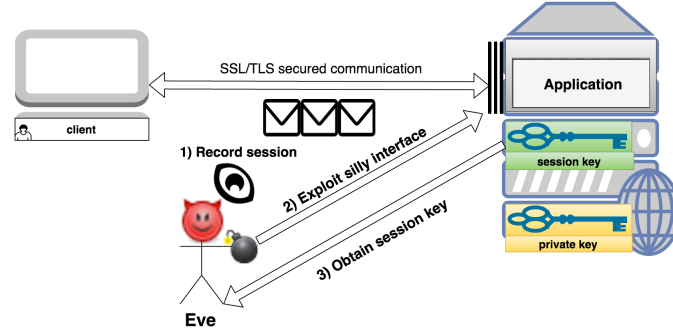 SSL/TLS secured communication
Application
client
1) Record session
2) Exploit silly interface
session key
3) Obtain session key
private key
Eve